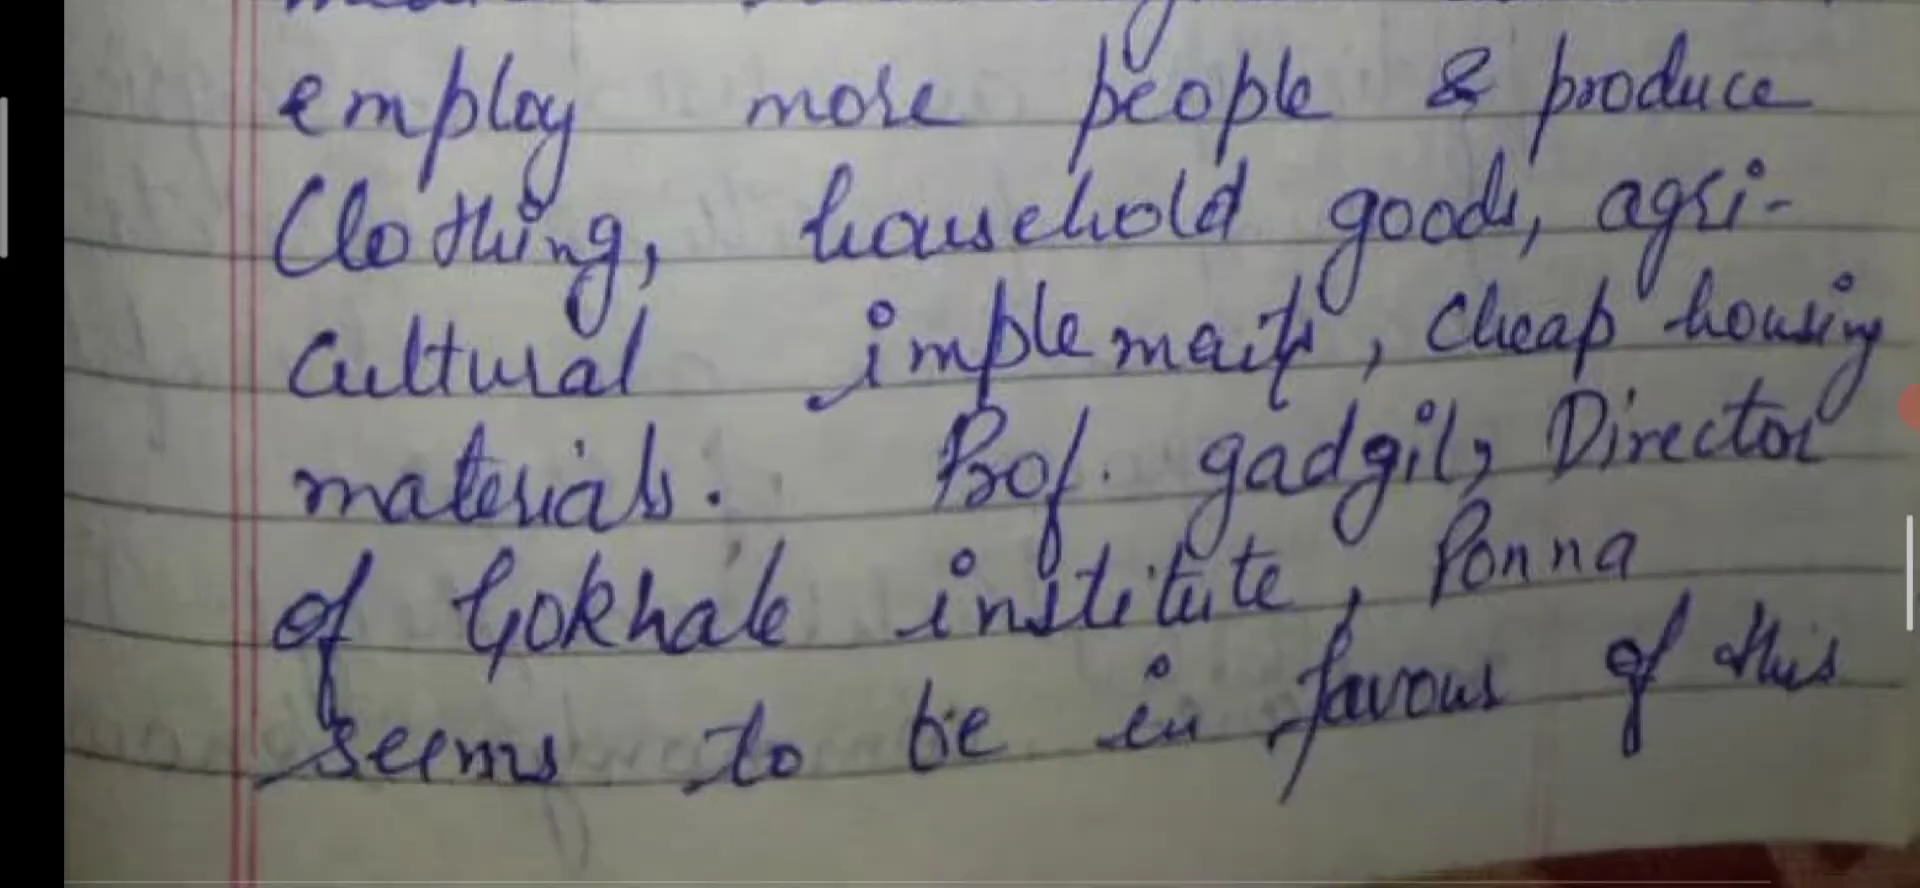 employ more people & produce
Clothing, household goods, agri-
cultural implements, Cheap housing
materials. Prof. gadgil, Director
of Gokhale institute, Ponna
seems to be in favour of this